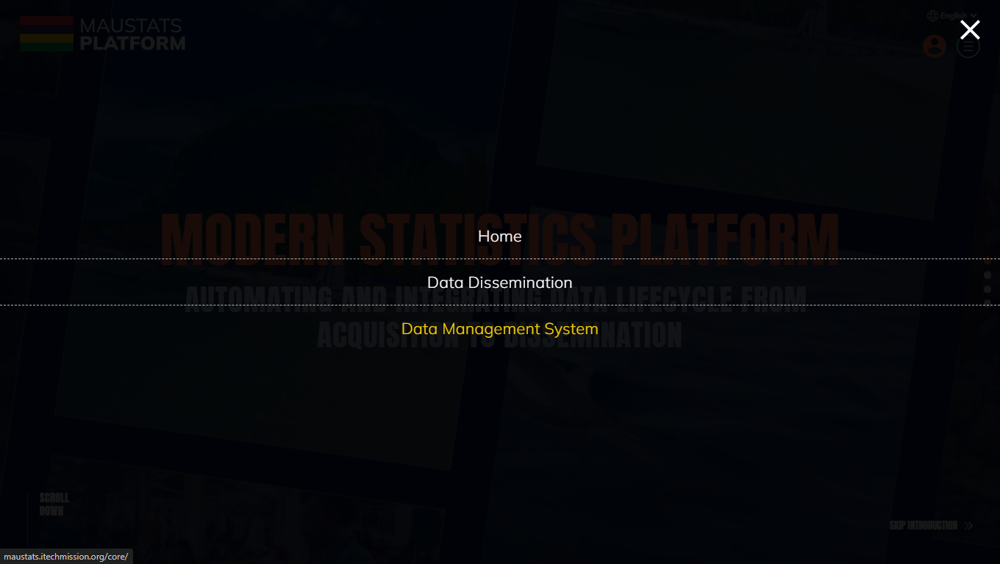 MAUSTATS
PLATFORM
English
MODERN STATISTICS PLATFORM
Home
Data Dissemination
AUTOMATING AND INTEGRATING DATA LIFECYCLE FROM
ACQUISITION TO DISSEMINATION
Data Management System
SCROLL
DOWN
SKIP INTRODUCTION
maustats.itechmission.org/core/